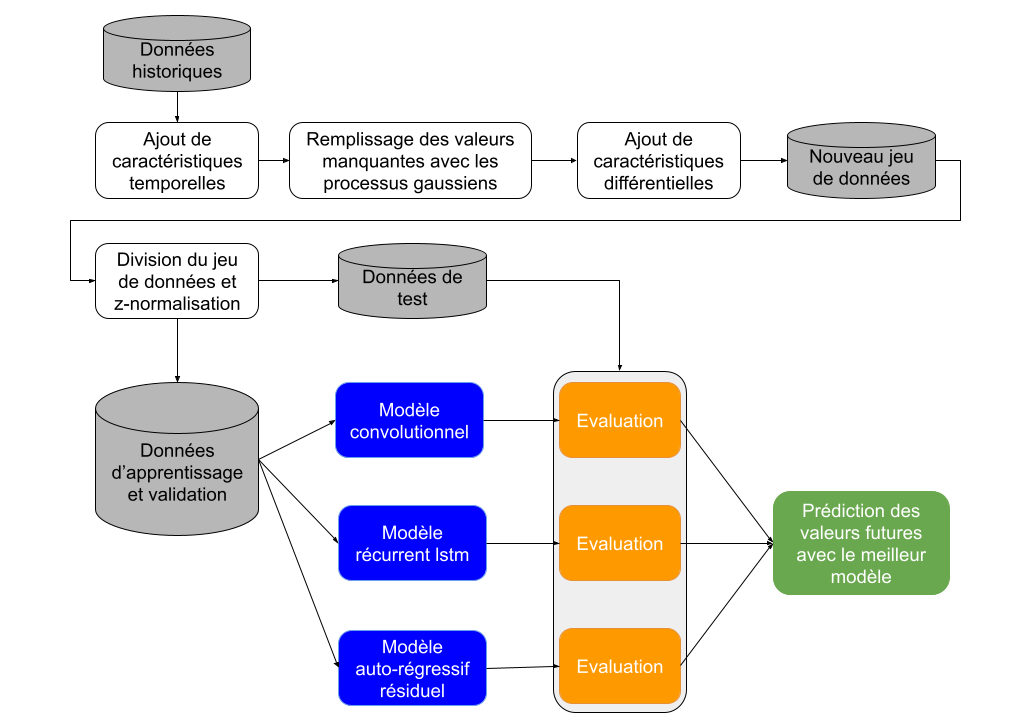 Données
historiques
Ajout de
caractéristiques
temporelles
Remplissage des valeurs
manquantes avec les
processus gaussiens
Ajout de
caractéristiques
différentielles
Nouveau jeu
de données
Division du jeu
de données et
z-normalisation
Données de
test
Données
d'apprentissage
et validation
Modèle
convolutionnel
Evaluation
Modèle
récurrent lstm
Evaluation
Modèle
auto-régressif
résiduel
Evaluation
Prédiction des
valeurs futures
avec le meilleur
modèle